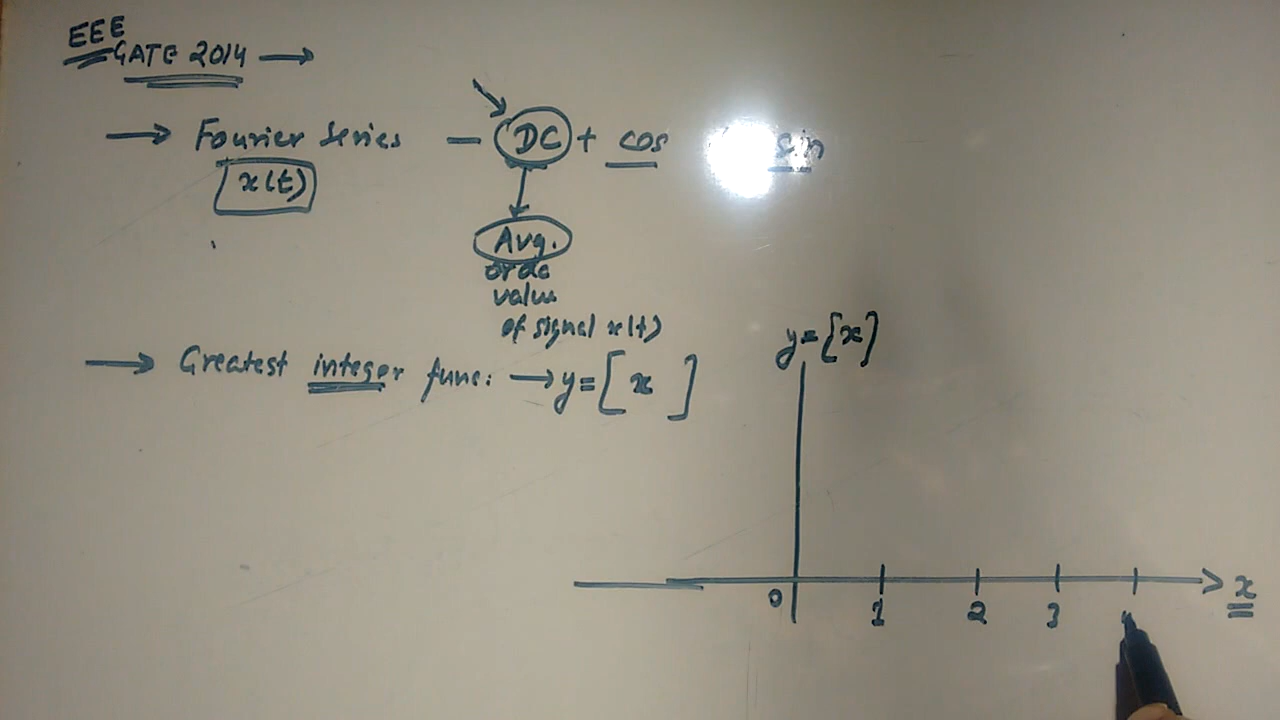 EEE
GATE 2014 →
→ Fourier Series – DC + cos sin
x(t)
Avg.
or dc
value
of signal x(t)
y=[x]
→ Greatest integer func: → y=[x]
0 1 2 3
x